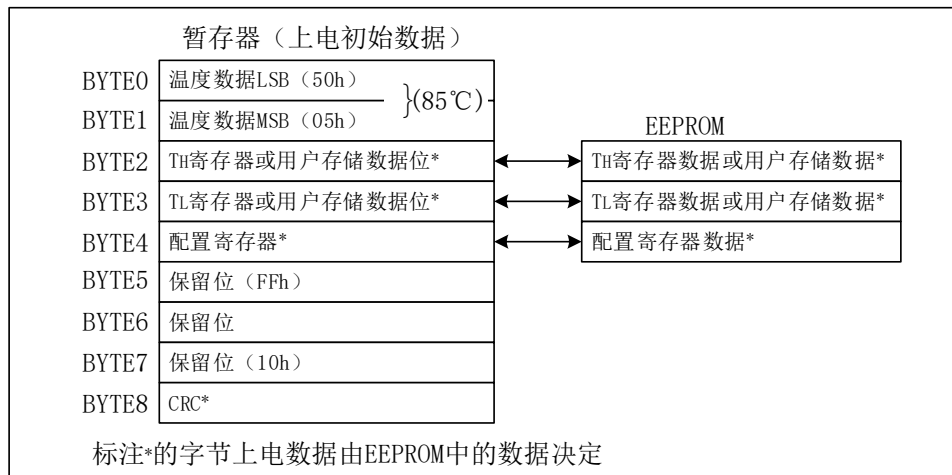 暂存器（上电初始数据）
BYTE0 温度数据LSB（50h）
}(85℃)
BYTE1 温度数据MSB（05h）
EEPROM
BYTE2 TH寄存器或用户存储数据位* TH寄存器数据或用户存储数据*
BYTE3 TL寄存器或用户存储数据位* TL寄存器数据或用户存储数据*
BYTE4 配置寄存器* 配置寄存器数据*
BYTE5 保留位（FFh）
BYTE6 保留位
BYTE7 保留位（10h）
BYTE8 CRC*
标注*的字节上电数据由EEPROM中的数据决定